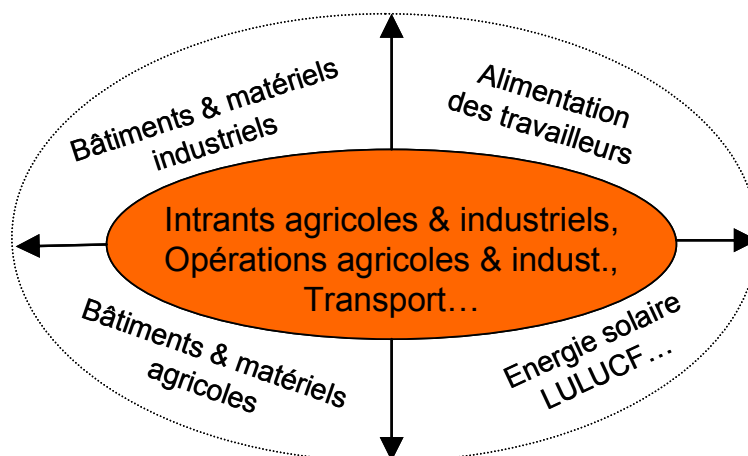 Bâtiments & matériels
industriels
Alimentation
des travailleurs
Intrants agricoles & industriels,
Opérations agricoles & indust.,
Transport…
Bâtiments & matériels
agricoles
Energie solaire
LULUCF…